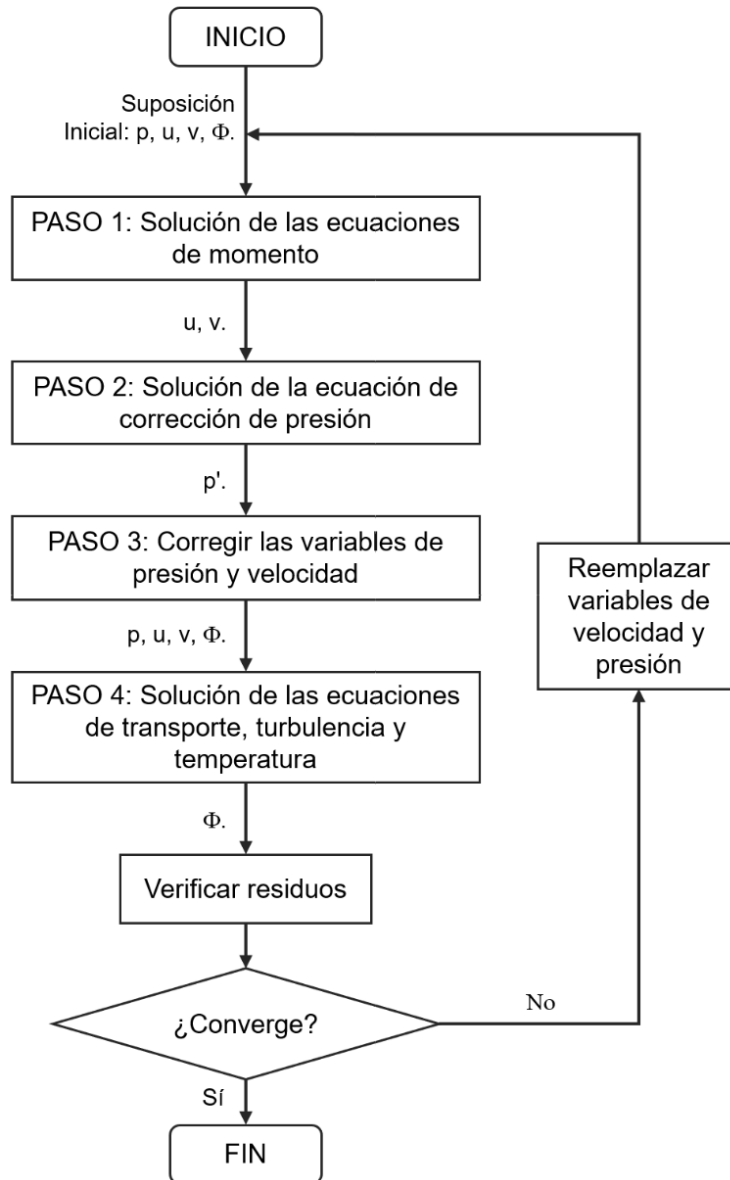 INICIO
Suposición
Inicial: p, u, v, Φ.
PASO 1: Solución de las ecuaciones
de momento
u, v.
PASO 2: Solución de la ecuación de
corrección de presión
p'.
PASO 3: Corregir las variables de
presión y velocidad
p, u, v, Φ.
PASO 4: Solución de las ecuaciones
de transporte, turbulencia y
temperatura
Φ.
Verificar residuos
¿Converge?
No
Reemplazar
variables de
velocidad y
presión
Sí
FIN